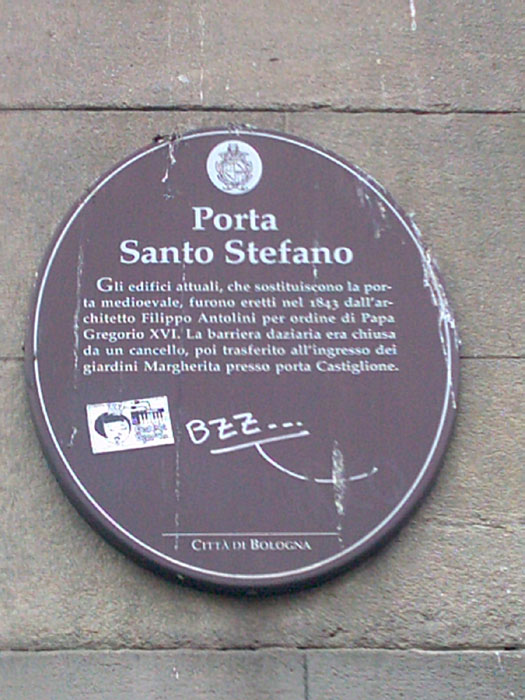 Porta
Santo Stefano
Gli edifici attuali, che sostituiscono la por-
ta medioevale, furono eretti nel 1843 dall'ar-
chitetto Filippo Antolini per ordine di Papa
Gregorio XVI. La barriera daziaria era chiusa
da un cancello, poi trasferito all'ingresso dei
giardini Margherita presso porta Castiglione.
BZZ...
Città di Bologna